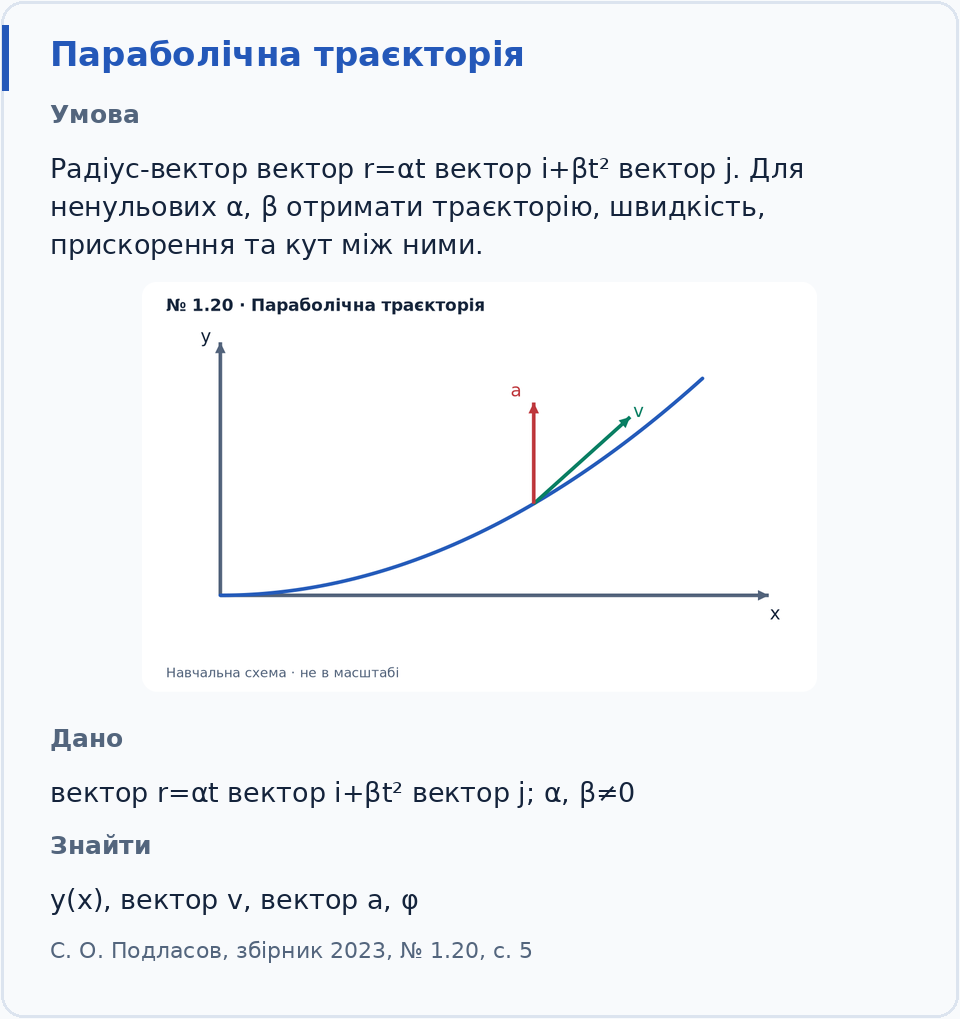 Параболічна траєкторія
Умова
Радіус-вектор вектор r=αt вектор i+βt² вектор j. Для
ненульових α, β отримати траєкторію, швидкість,
прискорення та кут між ними.
№ 1.20 · Параболічна траєкторія
y
a
v
x
Навчальна схема · не в масштабі
Дано
вектор r=αt вектор i+βt² вектор j; α, β≠0
Знайти
y(x), вектор v, вектор a, φ
С. О. Подласов, збірник 2023, № 1.20, с. 5